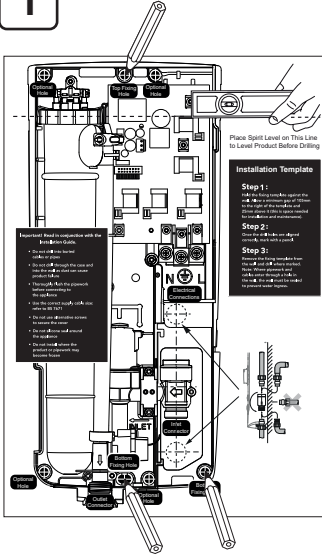 1
Optional
Hole
Top Fixing
Hole
Optional
Hole
Place Spirit Level on This Line
to Level Product Before Drilling
Installation Template
Step 1:
Hold the fixing template against the
wall. Allow a minimum gap of 105mm
to the right of the template and
25mm above it (this is space needed
for installation and maintenance)
Step 2:
Once the drill holes are aligned
correctly, mark with a pencil.
Step 3:
Remove the fixing template from
the wall and drill where marked.
Note: Where pipework and
cables enter through a hole in
the wall, the must be sealed
to prevent water ingress.
Important! Read in conjunction with the
Installation Guide.
• Do not drill into buried
cables or pipes
• Do not drill through the case and
into the wall as dust can cause
product failure
• Thoroughly flush the pipework
before connecting to
the appliance
• Use the correct supply cable size:
refer to BS 7671
• Do not use alternative screws
to secure the cover
• Do not silicone seal around
the appliance
• Do not install where the
product or pipework may
become frozen
N L
Electrical
Connections
INLET
Inlet
Connector
Bottom
Fixing Hole
Optional
Hole
Outlet
Connector
Optional
Hole
Fixing